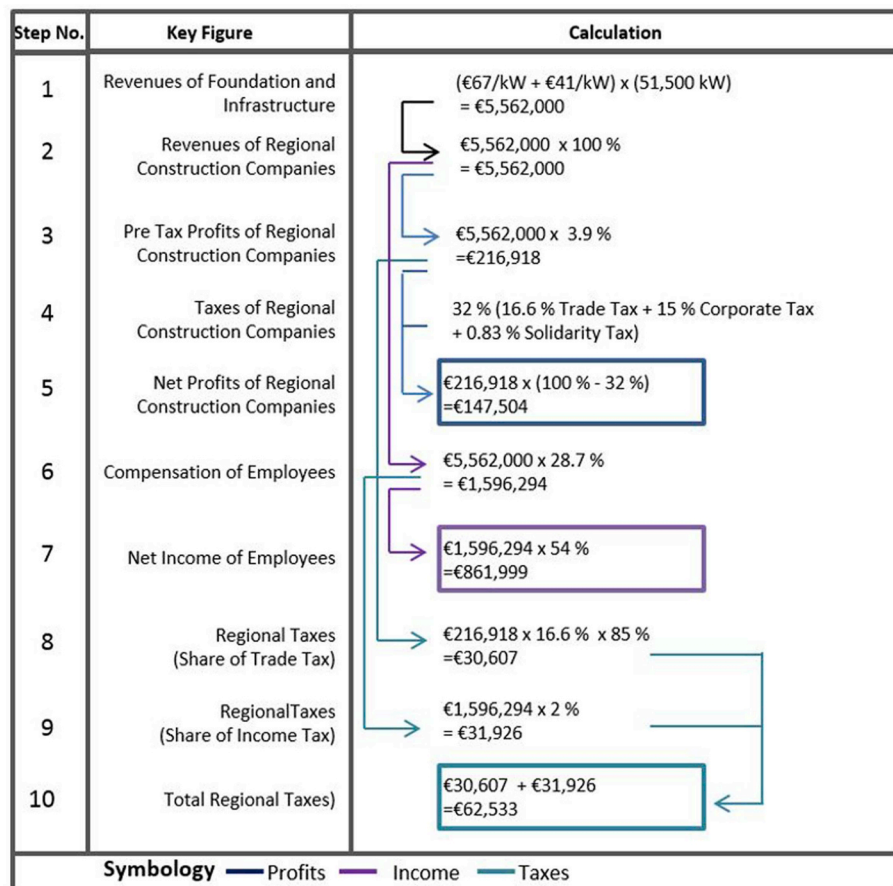 Step No. Key Figure Calculation
1 Revenues of Foundation and Infrastructure (€67/kW + €41/kW) x (51,500 kW)
= €5,562,000
2 Revenues of Regional Construction Companies €5,562,000 x 100 %
= €5,562,000
3 Pre Tax Profits of Regional Construction Companies €5,562,000 x 3.9 %
=€216,918
4 Taxes of Regional Construction Companies 32 % (16.6 % Trade Tax + 15 % Corporate Tax
+ 0.83 % Solidarity Tax)
5 Net Profits of Regional Construction Companies €216,918 x (100 % - 32 %)
=€147,504
6 Compensation of Employees €5,562,000 x 28.7 %
= €1,596,294
7 Net Income of Employees €1,596,294 x 54 %
=€861,999
8 Regional Taxes (Share of Trade Tax) €216,918 x 16.6 % x 85 %
=€30,607
9 RegionalTaxes (Share of Income Tax) €1,596,294 x 2 %
= €31,926
10 Total Regional Taxes) €30,607 + €31,926
=€62,533
Symbology Profits Income Taxes